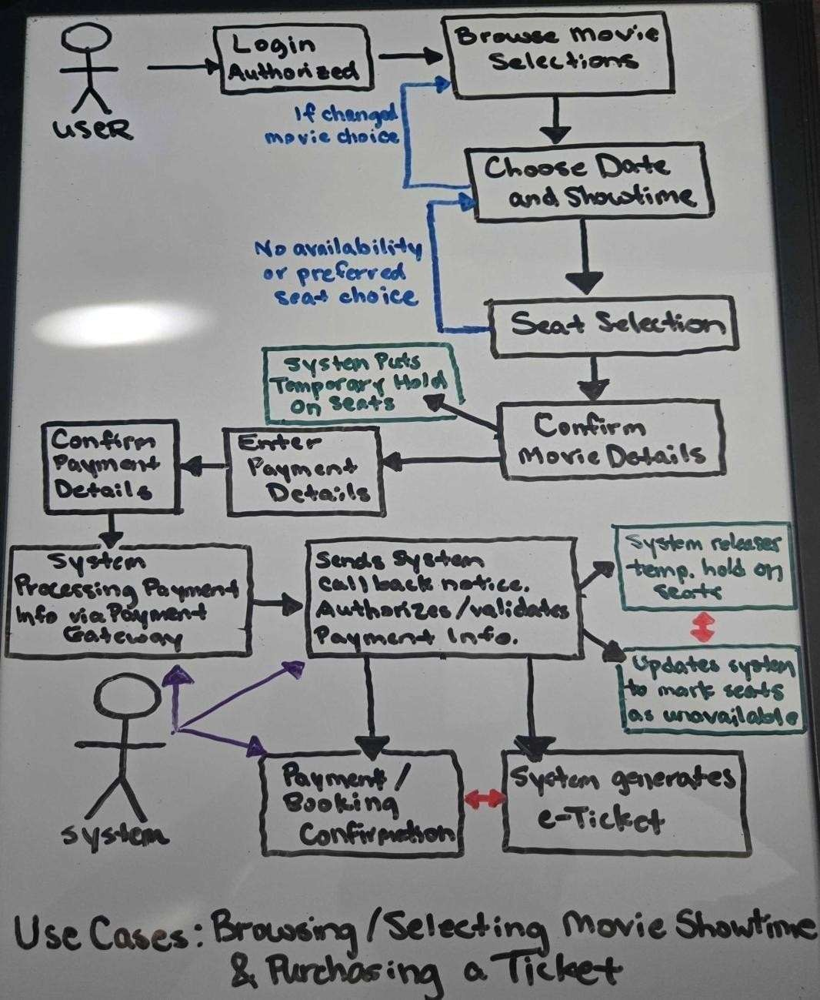 USER
Login
Authorized
Browse Movie
Selections
If changed
movie choice
Choose Date
and Showtime
No availability
or preferred
seat choice
Seat Selection
System Puts
Temporary Hold
on seats
Confirm
Movie Details
Enter
Payment
Details
Confirm
Payment
Details
System
Processing Payment
Info via Payment
Gateway
Sends System
Callback notice.
Authorizes/validates
Payment Info.
System releases
temp. hold on
seats
Updates system
to mark seats
as unavailable
System
Payment/
Booking
Confirmation
System generates
e-Ticket
Use Cases: Browsing/Selecting Movie Showtime
& Purchasing a Ticket